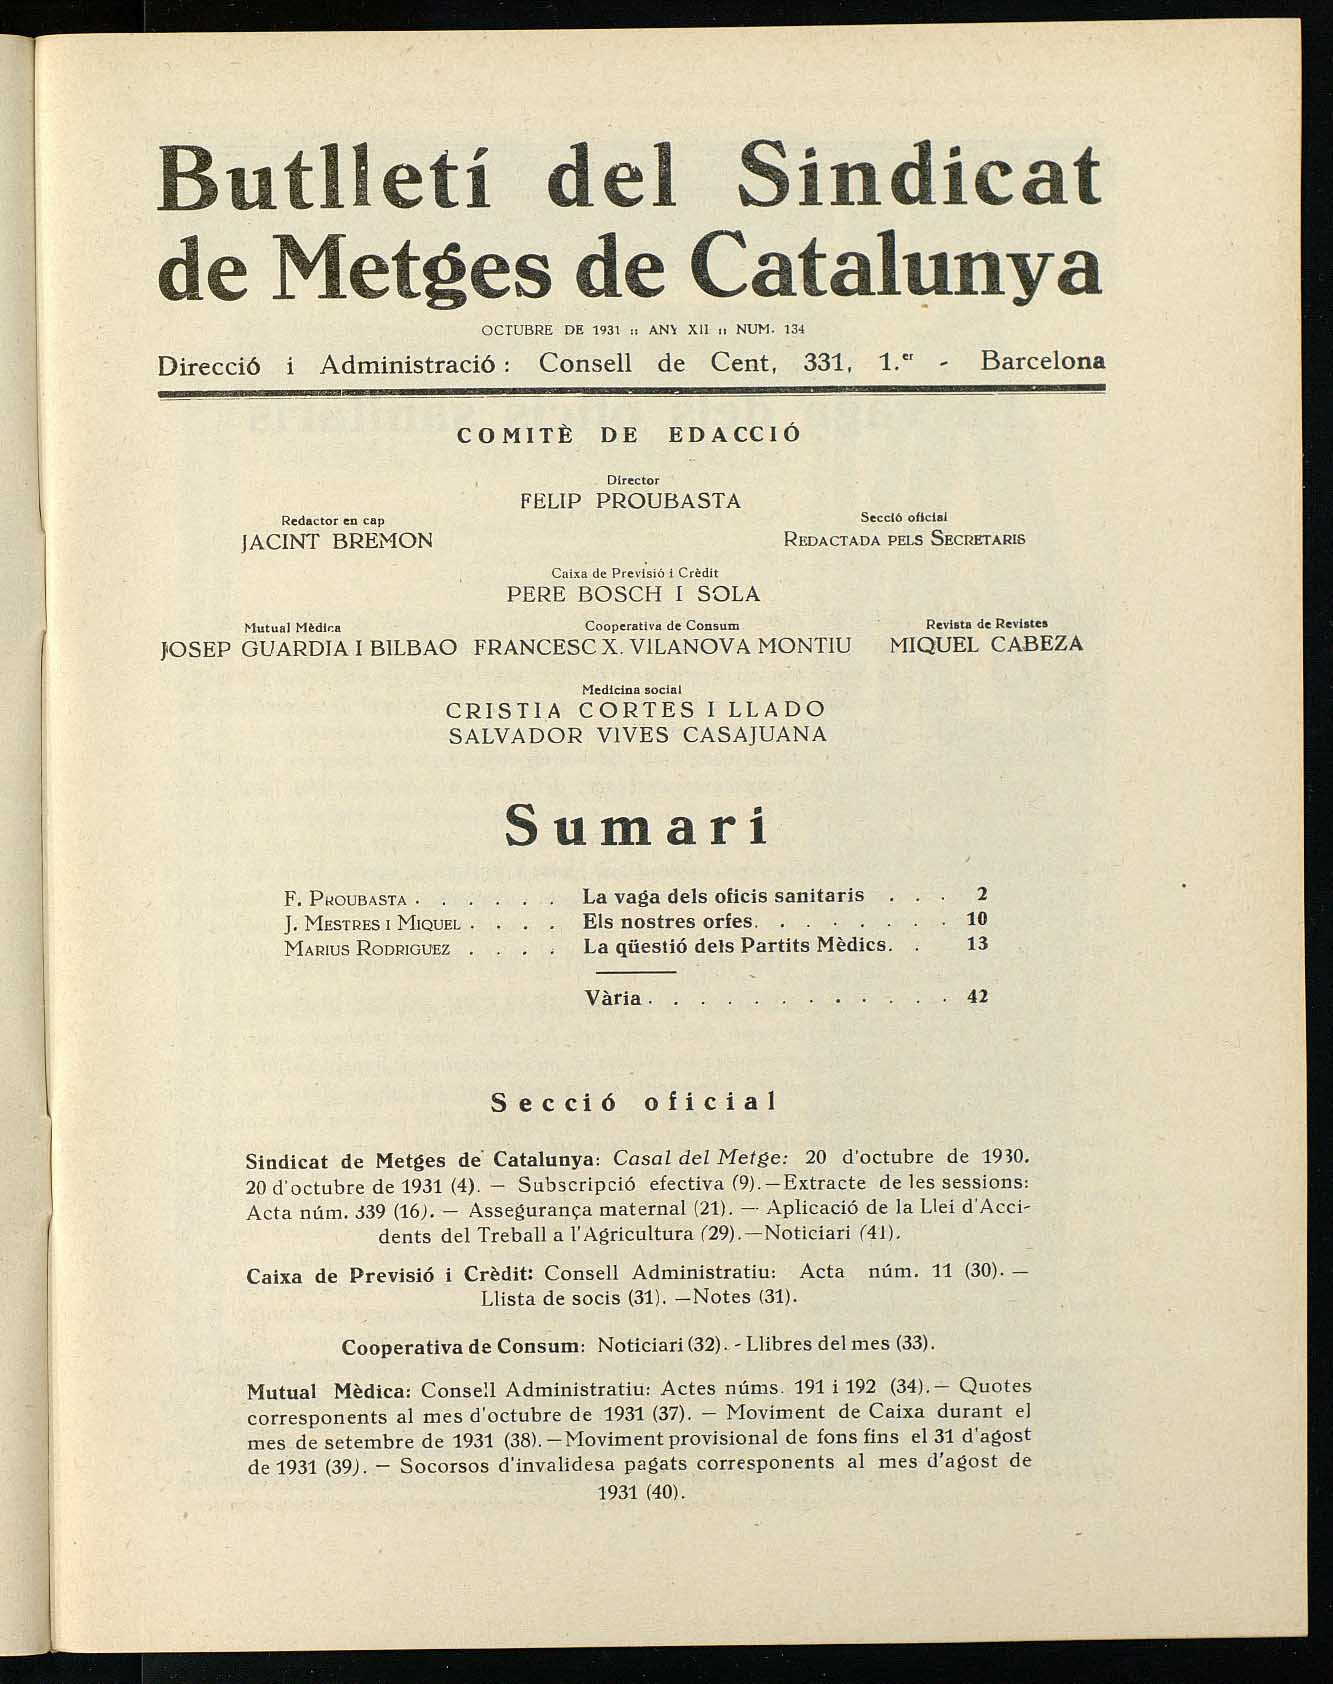 Butlletí del Sindicat
de Metges de Catalunya
OCTUBRE DE 1931 :: ANY XII :: NUM. 134
Direcció i Administració: Consell de Cent, 331, 1.er - Barcelona
COMITÈ DE EDACCIÓ
Director
FELIP PROUBASTA
Redactor en cap
JACINT BREMON
Secció oficial
REDACTADA PELS SECRETARIS
Caixa de Previsió i Crèdit
PERE BOSCH I SOLA
Mutual Mèdica
JOSEP GUARDIA I BILBAO
Cooperativa de Consum
FRANCESC X. VILANOVA MONTIU
Revista de Revistes
MIQUEL CABEZA
Medicina social
CRISTIA CORTES I LLADO
SALVADOR VIVES CASAJUANA
Sumari
F. PROUBASTA . . . . . . La vaga dels oficis sanitaris . . . 2
J. MESTRES I MIQUEL . . . . Els nostres orfes. . . . . . . . 10
MARIUS RODRIGUEZ . . . . La qüestió dels Partits Mèdics. . 13
Vària . . . . . . . . . . . . 42
Secció oficial
Sindicat de Metges de Catalunya: Casal del Metge: 20 d'octubre de 1930.
20 d'octubre de 1931 (4). — Subscripció efectiva (9).—Extracte de les sessions:
Acta núm. 339 (16). — Assegurança maternal (21). — Aplicació de la Llei d'Acci-
dents del Treball a l'Agricultura (29).—Noticiari (41).
Caixa de Previsió i Crèdit: Consell Administratiu: Acta núm. 11 (30). —
Llista de socis (31). —Notes (31).
Cooperativa de Consum: Noticiari (32). - Llibres del mes (33).
Mutual Mèdica: Consell Administratiu: Actes núms. 191 i 192 (34).— Quotes
corresponents al mes d'octubre de 1931 (37). — Moviment de Caixa durant el
mes de setembre de 1931 (38). —Moviment provisional de fons fins el 31 d'agost
de 1931 (39). — Socorsos d'invalidesa pagats corresponents al mes d'agost de
1931 (40).